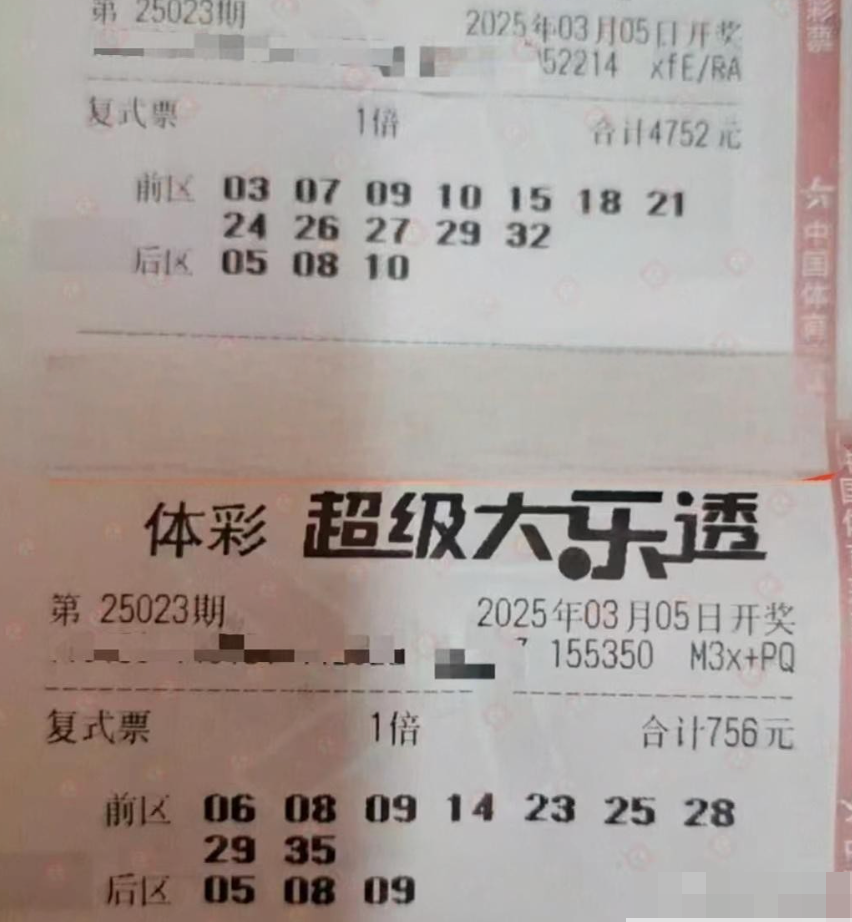 第 25023期
2025年03月05日开奖
052214 xfE/RA
复式票 1倍 合计4752元
前区 03 07 09 10 15 18 21
24 26 27 29 32
后区 05 08 10
彩票
中国体育
体彩 超级大乐透
第 25023期 2025年03月05日开奖
155350 M3x+PQ
复式票 1倍 合计756元
前区 06 08 09 14 23 25 28
29 35
后区 05 08 09